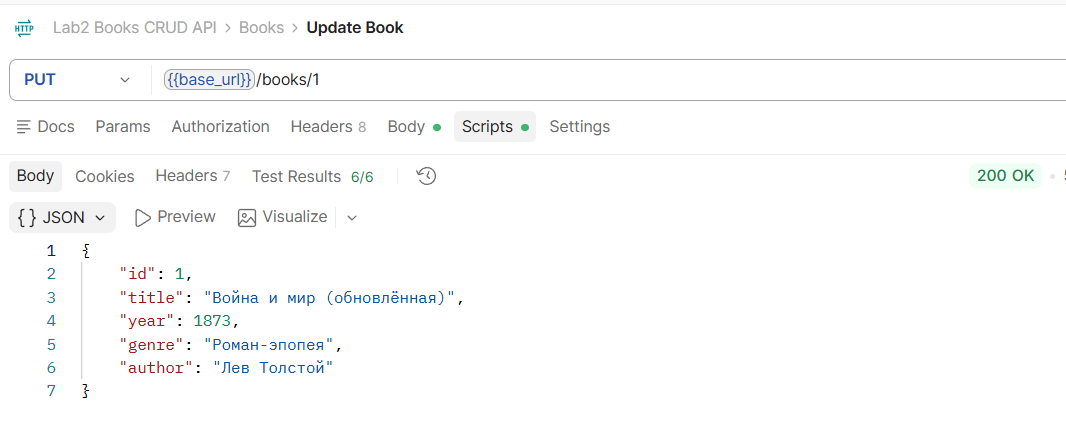 HTTP Lab2 Books CRUD API > Books > Update Book
PUT {{base_url}}/books/1
Docs Params Authorization Headers 8 Body Scripts Settings
Body Cookies Headers 7 Test Results 6/6 200 OK
{} JSON Preview Visualize
1 {
2 "id": 1,
3 "title": "Война и мир (обновлённая)",
4 "year": 1873,
5 "genre": "Роман-эпопея",
6 "author": "Лев Толстой"
7 }